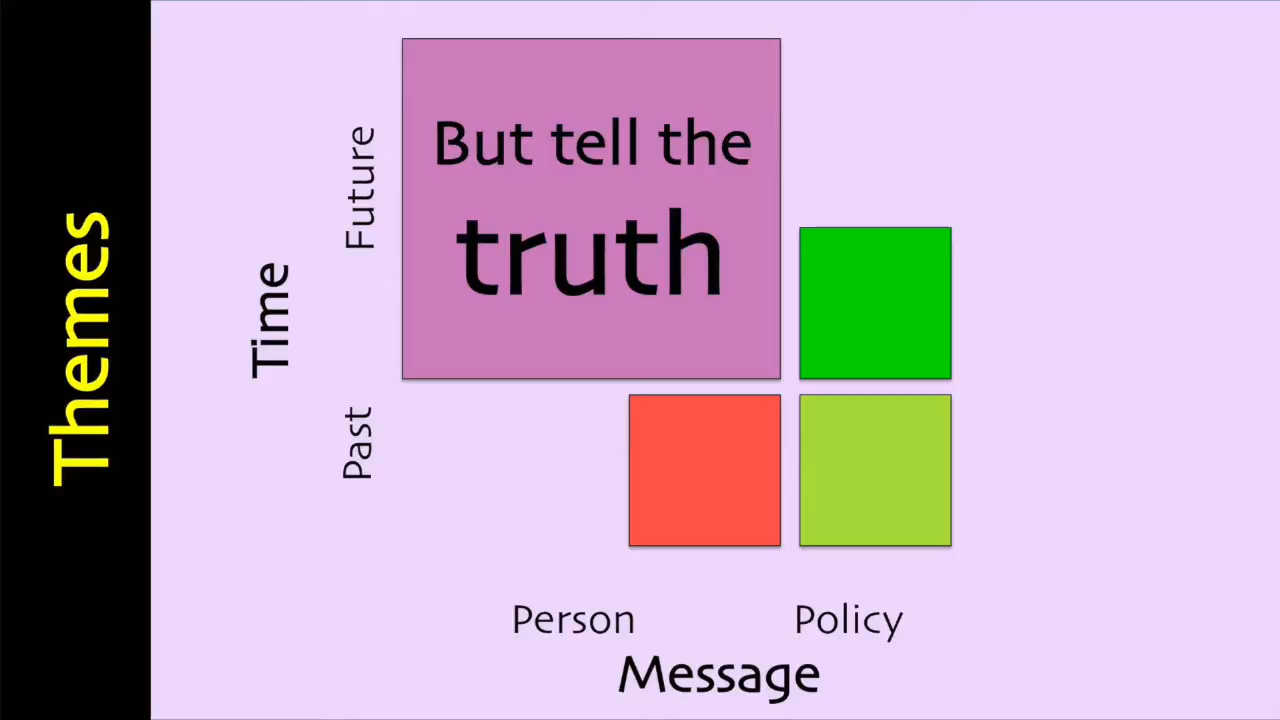 Themes
Time
Future
Past
But tell the
truth
Person
Policy
Message